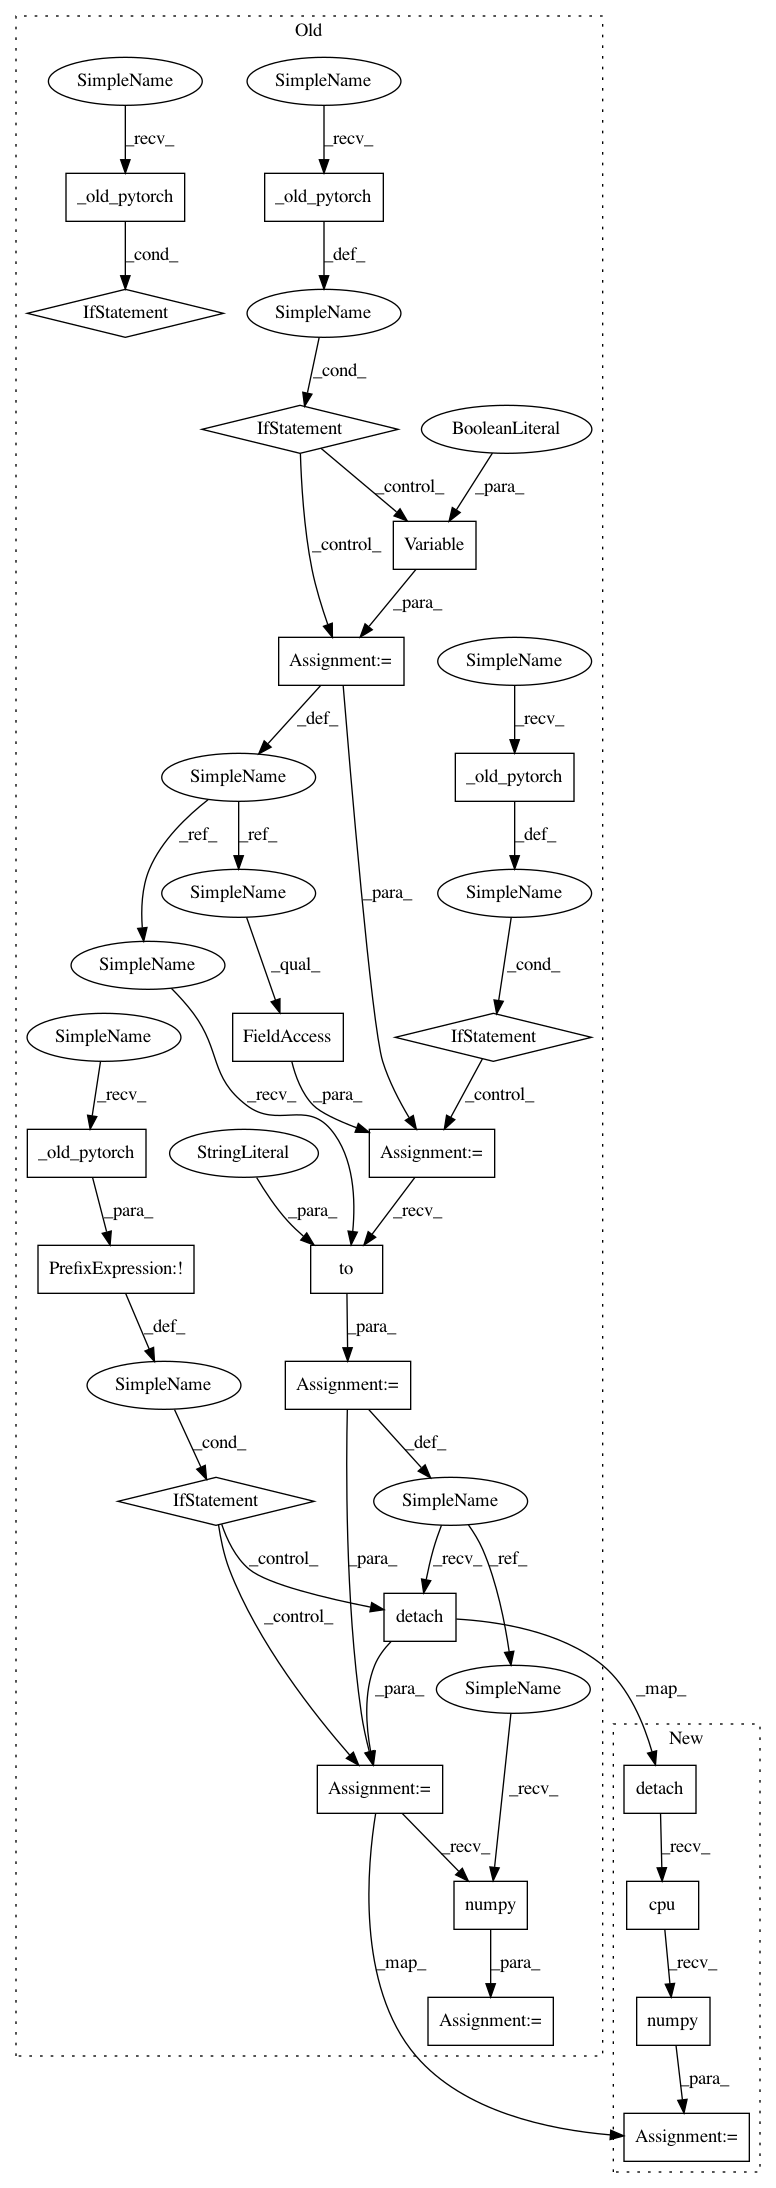 Old
SimpleName
SimpleName
_recv_
_recv_
_old_pytorch
_old_pytorch
_cond_
_def_
IfStatement
SimpleName
_cond_
IfStatement
BooleanLiteral
_control_
_para_
_control_
Variable
_para_
Assignment:=
SimpleName
_def_
_recv_
SimpleName
_old_pytorch
_ref_
_ref_
_para_
_def_
SimpleName
SimpleName
SimpleName
_qual_
_cond_
SimpleName
FieldAccess
IfStatement
_recv_
_recv_
_para_
_control_
_old_pytorch
StringLiteral
Assignment:=
_para_
_para_
_recv_
PrefixExpression:!
to
_def_
_para_
SimpleName
Assignment:=
_cond_
_def_
IfStatement
SimpleName
_control_
_para_
_recv_
_ref_
_control_
detach
_para_
SimpleName
_map_
New
Assignment:=
detach
_recv_
_recv_
_recv_
numpy
cpu
_map_
_para_
_recv_
Assignment:=
numpy
_para_
Assignment:=